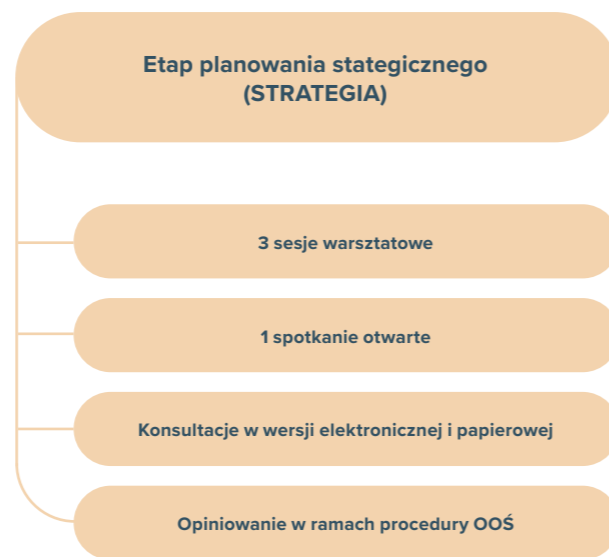 Etap planowania stategicznego
(STRATEGIA)
3 sesje warsztatowe
1 spotkanie otwarte
Konsultacje w wersji elektronicznej i papierowej
Opiniowanie w ramach procedury OOŚ